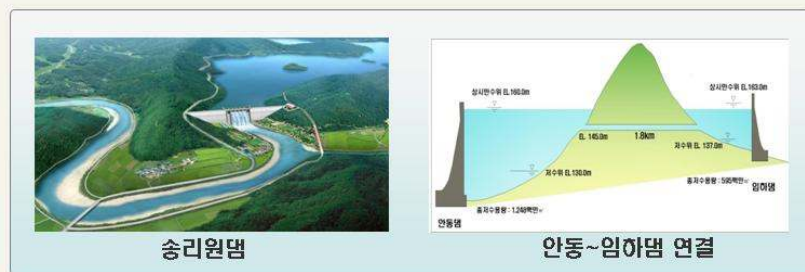 상시만수위 EL 160.0m
상시만수위 EL 163.0m
EL 145.0m
1.8km
저수위 EL 137.0m
저수위 EL 130.0m
총저수용량 : 595백만㎥
임하댐
총저수용량 : 1,248백만㎥
안동댐
송리원댐
안동~임하댐 연결